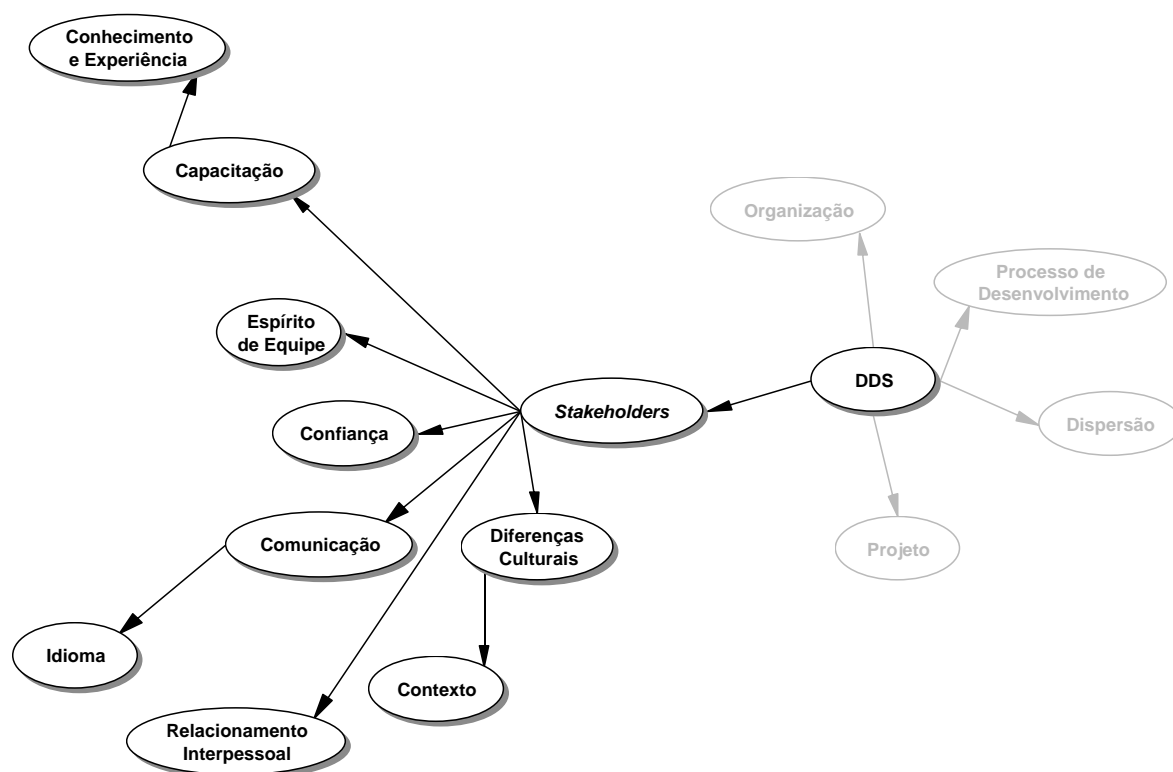 Conhecimento
e Experiência
Capacitação
Organização
Processo de
Desenvolvimento
Espírito
de Equipe
DDS
Stakeholders
Confiança
Dispersão
Comunicação
Diferenças
Culturais
Projeto
Idioma
Contexto
Relacionamento
Interpessoal